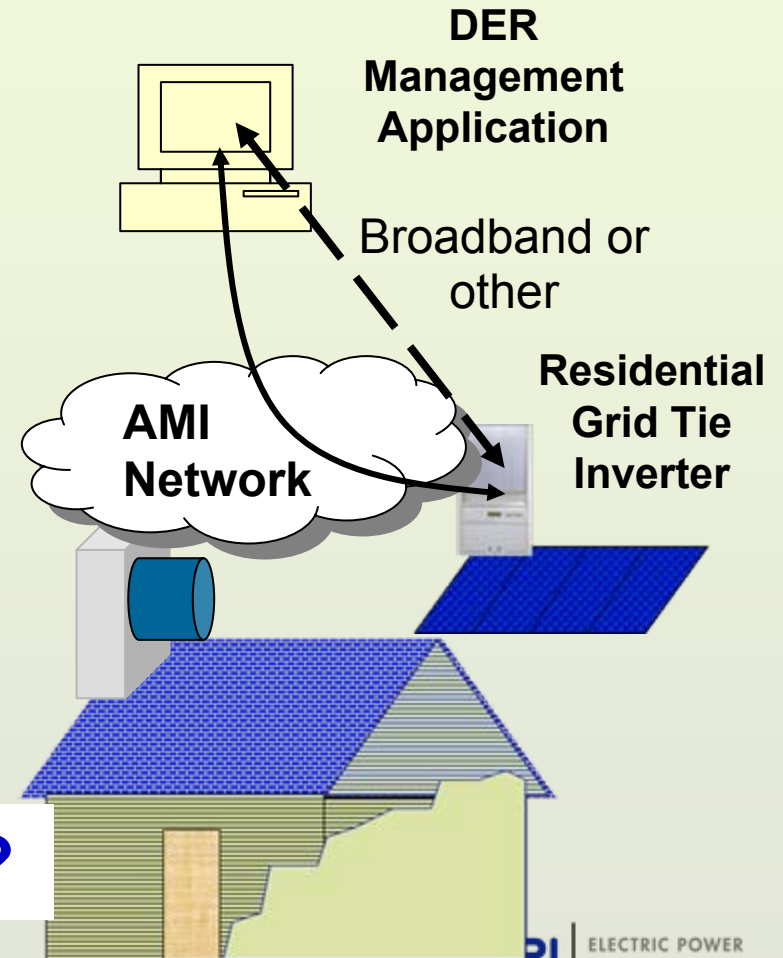 DER
Management
Application
Broadband or
other
Residential
Grid Tie
Inverter
AMI
Network
?
ELECTRIC POWER